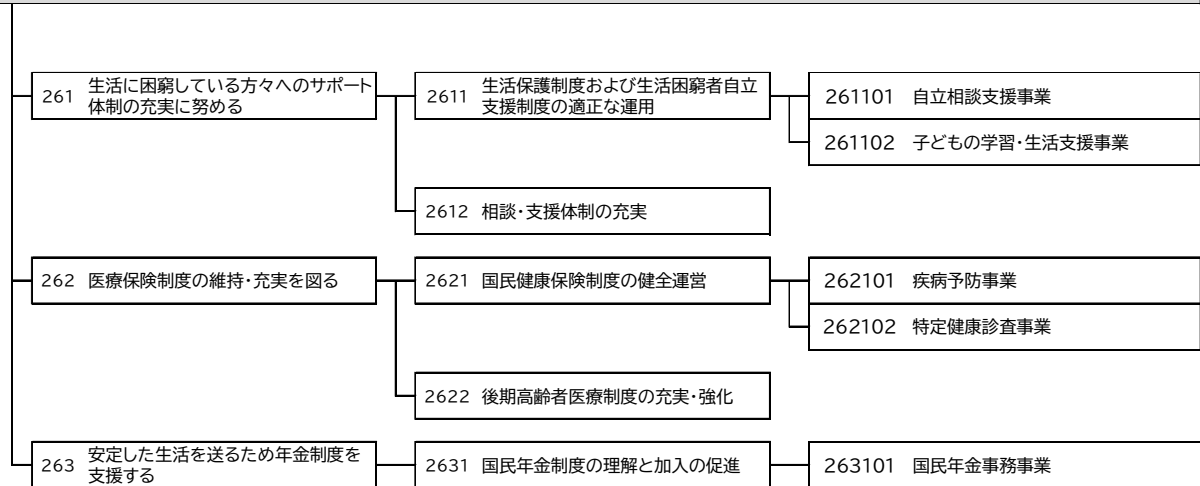 261 生活に困窮している方々へのサポート
体制の充実に努める
2611 生活保護制度および生活困窮者自立
支援制度の適正な運用
261101 自立相談支援事業
261102 子どもの学習・生活支援事業
2612 相談・支援体制の充実
262 医療保険制度の維持・充実を図る
2621 国民健康保険制度の健全運営
262101 疾病予防事業
262102 特定健康診査事業
2622 後期高齢者医療制度の充実・強化
263 安定した生活を送るため年金制度を
支援する
2631 国民年金制度の理解と加入の促進
263101 国民年金事務事業